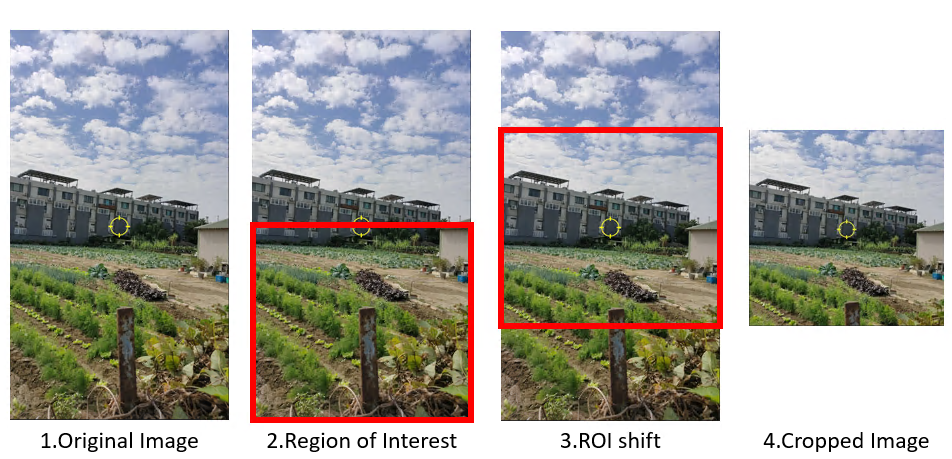 1.Original Image
2.Region of Interest
3.ROI shift
4.Cropped Image